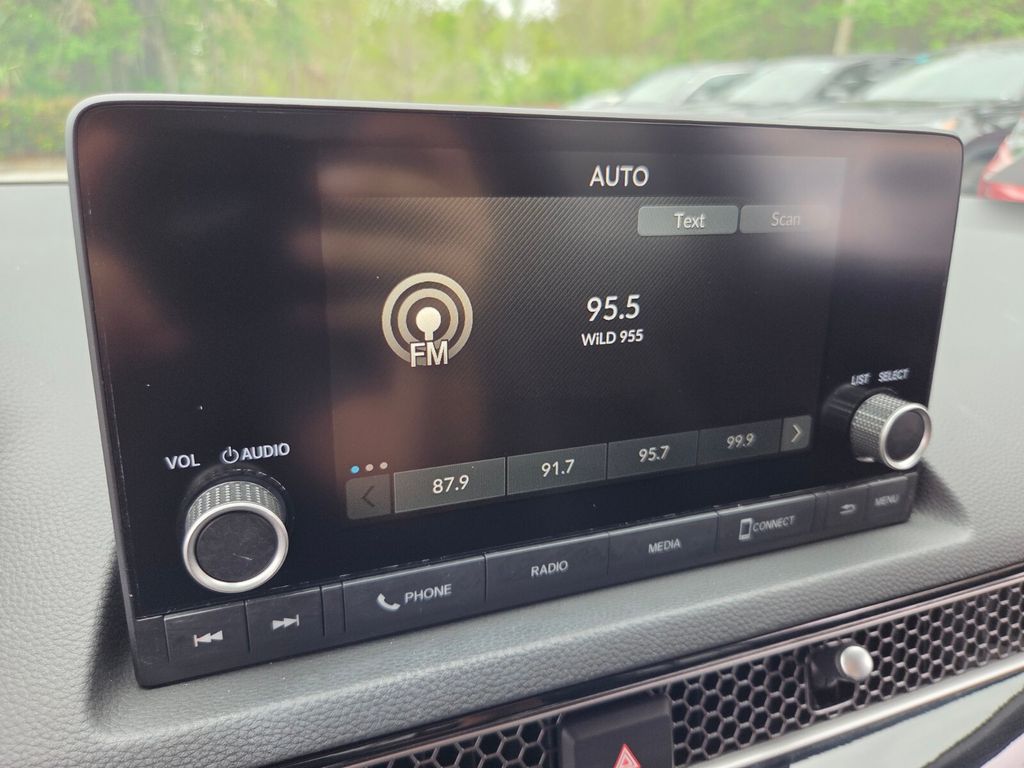 AUTO
Text
Scan
FM
95.5
WiLD 955
LIST SELECT
VOL AUDIO
87.9 91.7 95.7 99.9
PHONE RADIO MEDIA CONNECT MENU